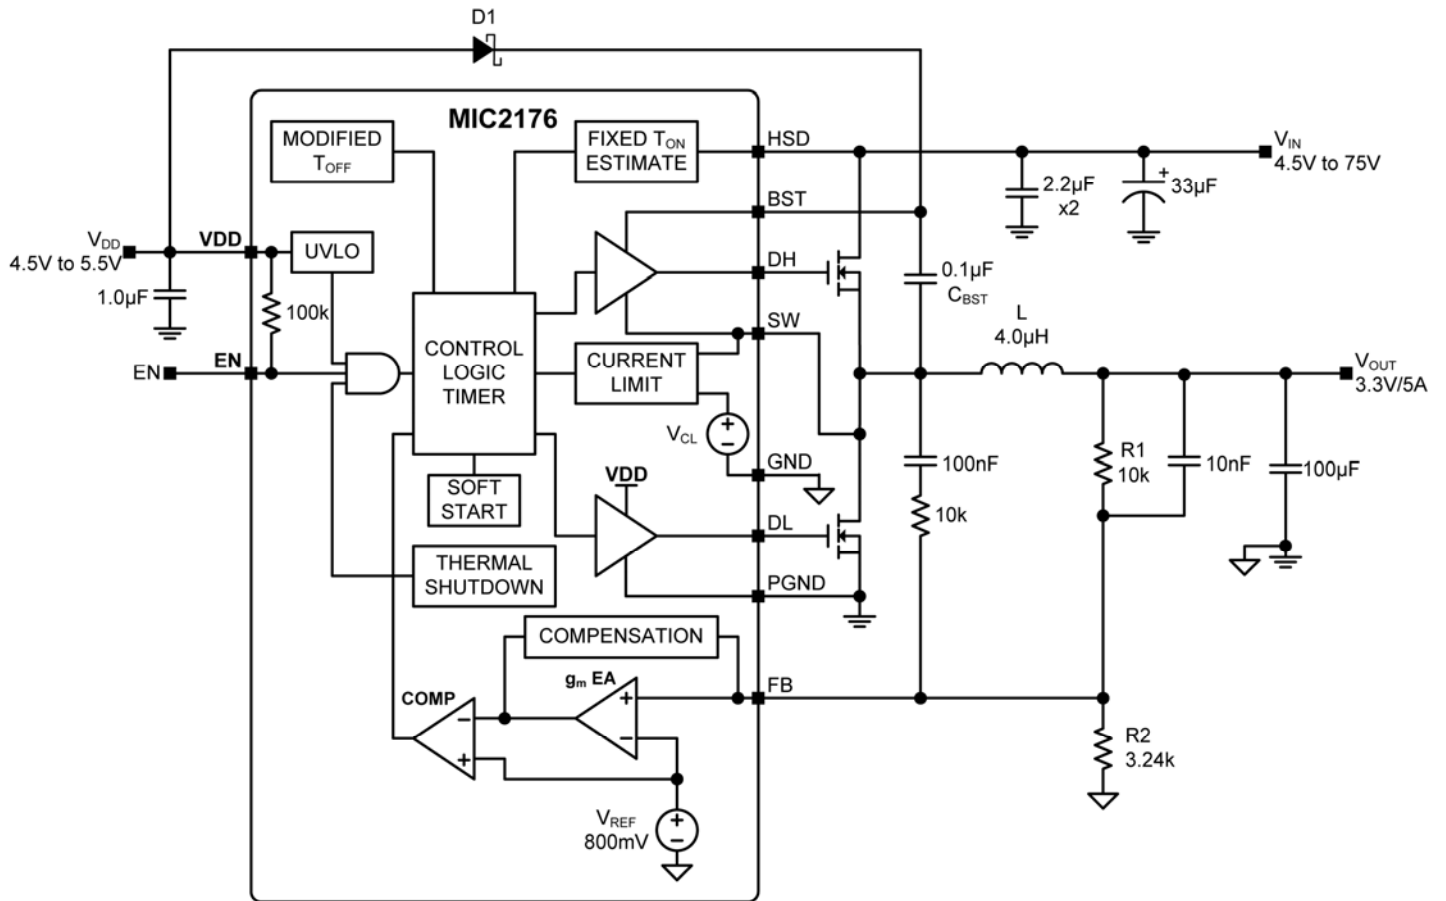 D1
MIC2176
MODIFIED
TOFF
FIXED TON
ESTIMATE
HSD
VIN
4.5V to 75V
2.2µF
x2
+
33µF
BST
VDD
4.5V to 5.5V
VDD
UVLO
1.0µF
100k
DH
0.1µF
CBST
SW
L
4.0µH
EN
EN
CONTROL
LOGIC
TIMER
CURRENT
LIMIT
VOUT
3.3V/5A
VCL
+
−
GND
100nF
R1
10k
10nF
100µF
SOFT
START
VDD
10k
DL
THERMAL
SHUTDOWN
PGND
COMPENSATION
gm EA
FB
COMP
+
−
−
+
R2
3.24k
VREF
800mV
+
−